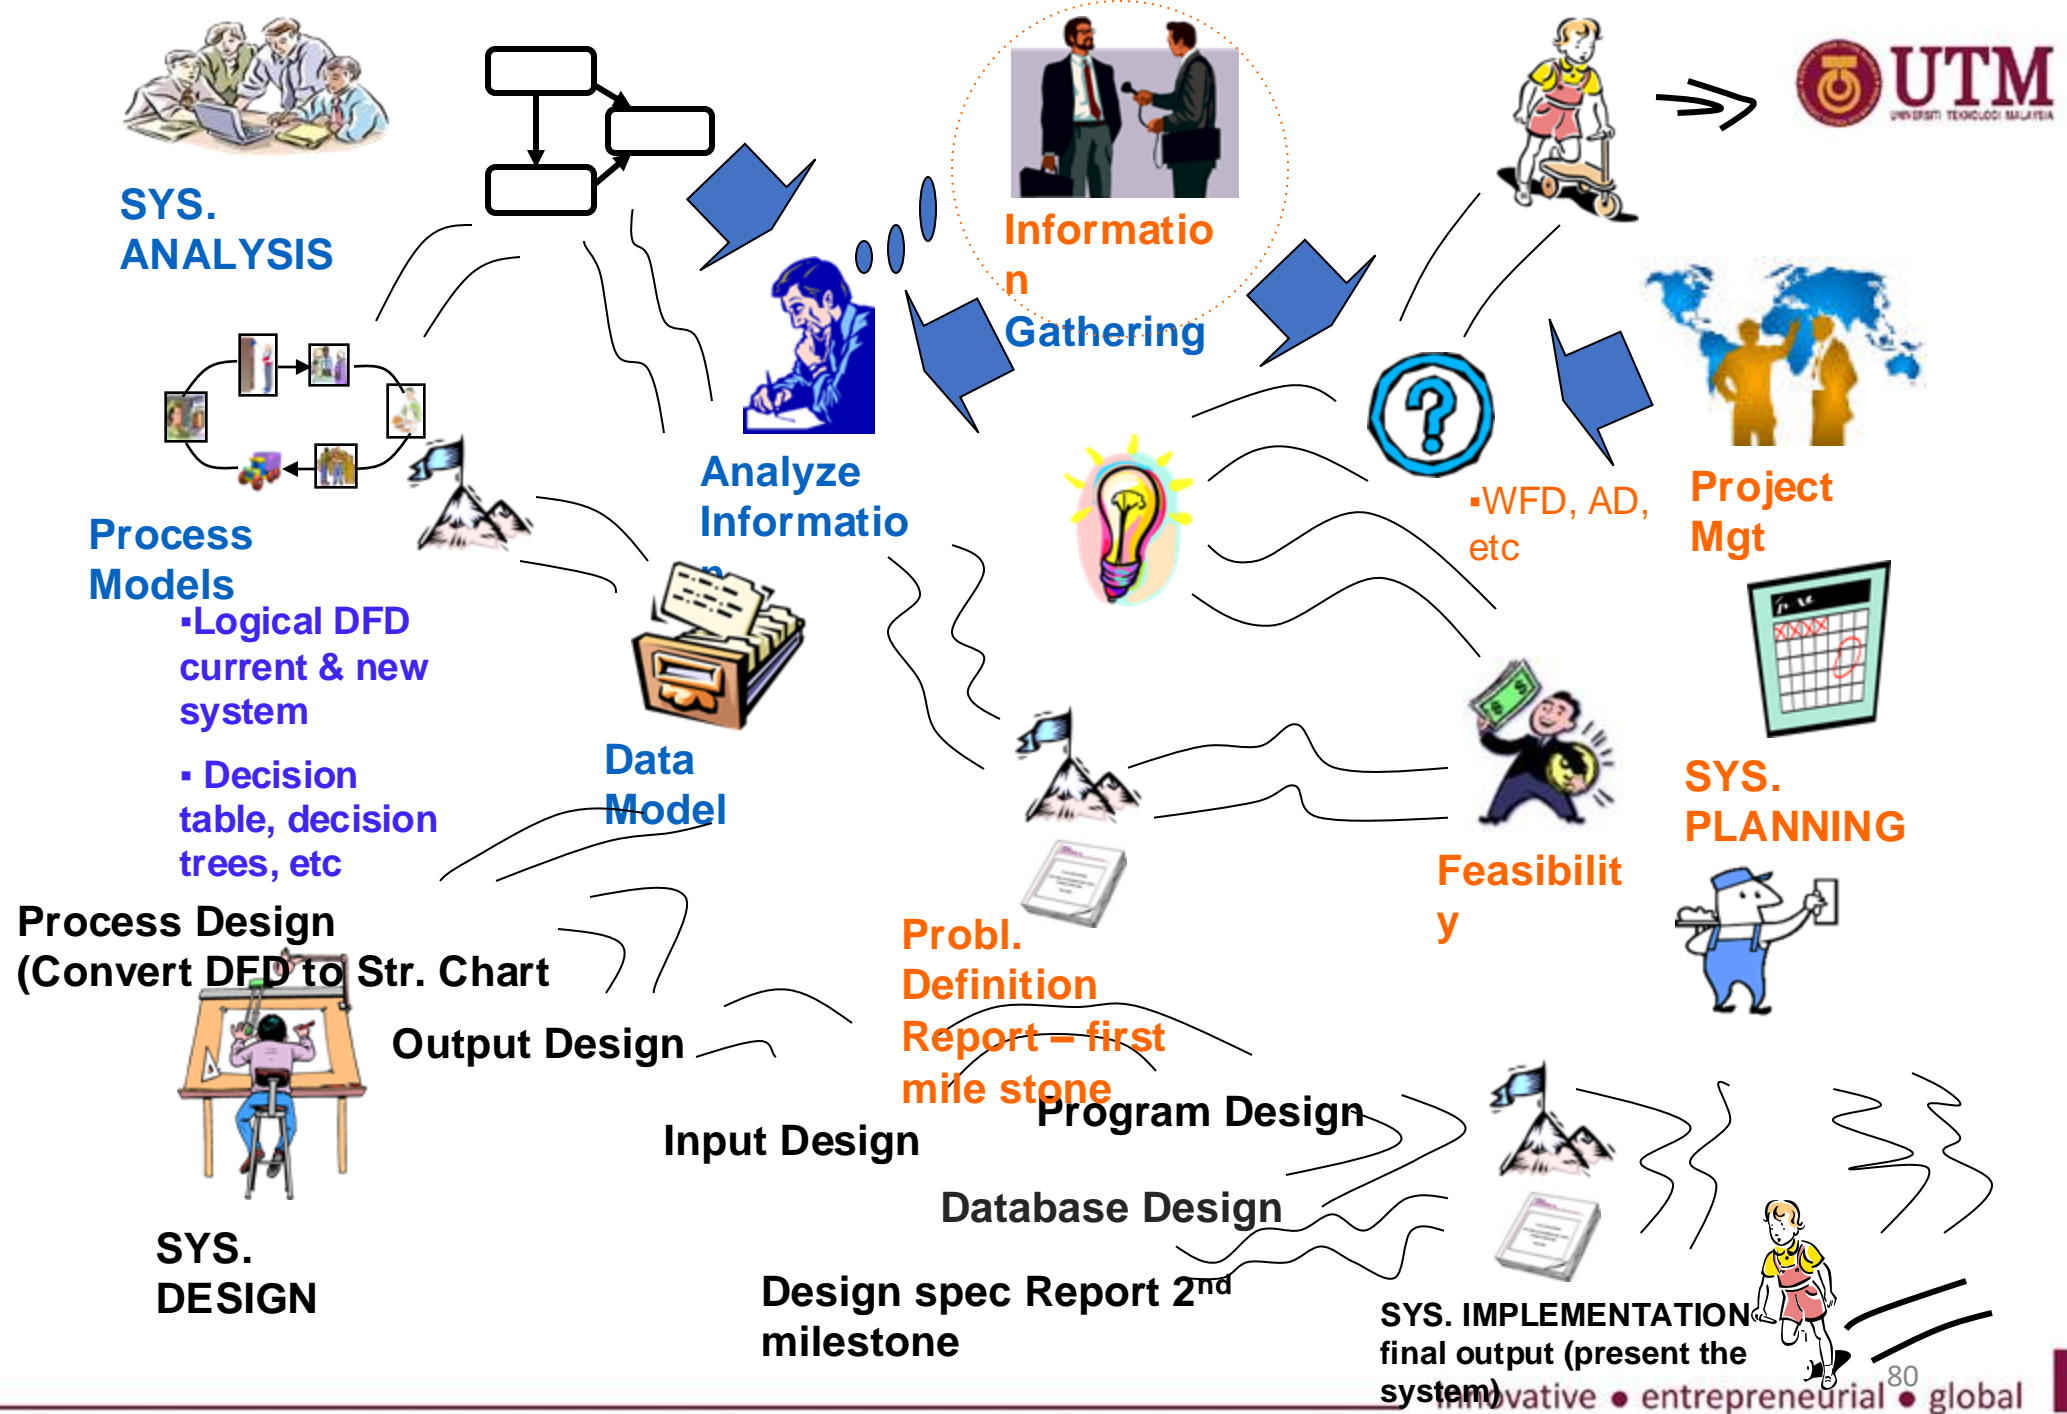 UTM
UNIVERSITI TEKNOLOGI MALAYSIA
SYS.
ANALYSIS
Informatio
n
Gathering
Analyze
Informatio
n
▪WFD, AD,
etc
Project
Mgt
Process
Models
▪Logical DFD
current & new
system
▪ Decision
table, decision
trees, etc
Data
Model
SYS.
PLANNING
Feasibilit
y
Probl.
Definition
Report – first
mile stone
Process Design
(Convert DFD to Str. Chart
Output Design
Input Design
Program Design
Database Design
SYS.
DESIGN
Design spec Report 2nd
milestone
SYS. IMPLEMENTATION
final output (present the
system)
80
innovative ● entrepreneurial ● global